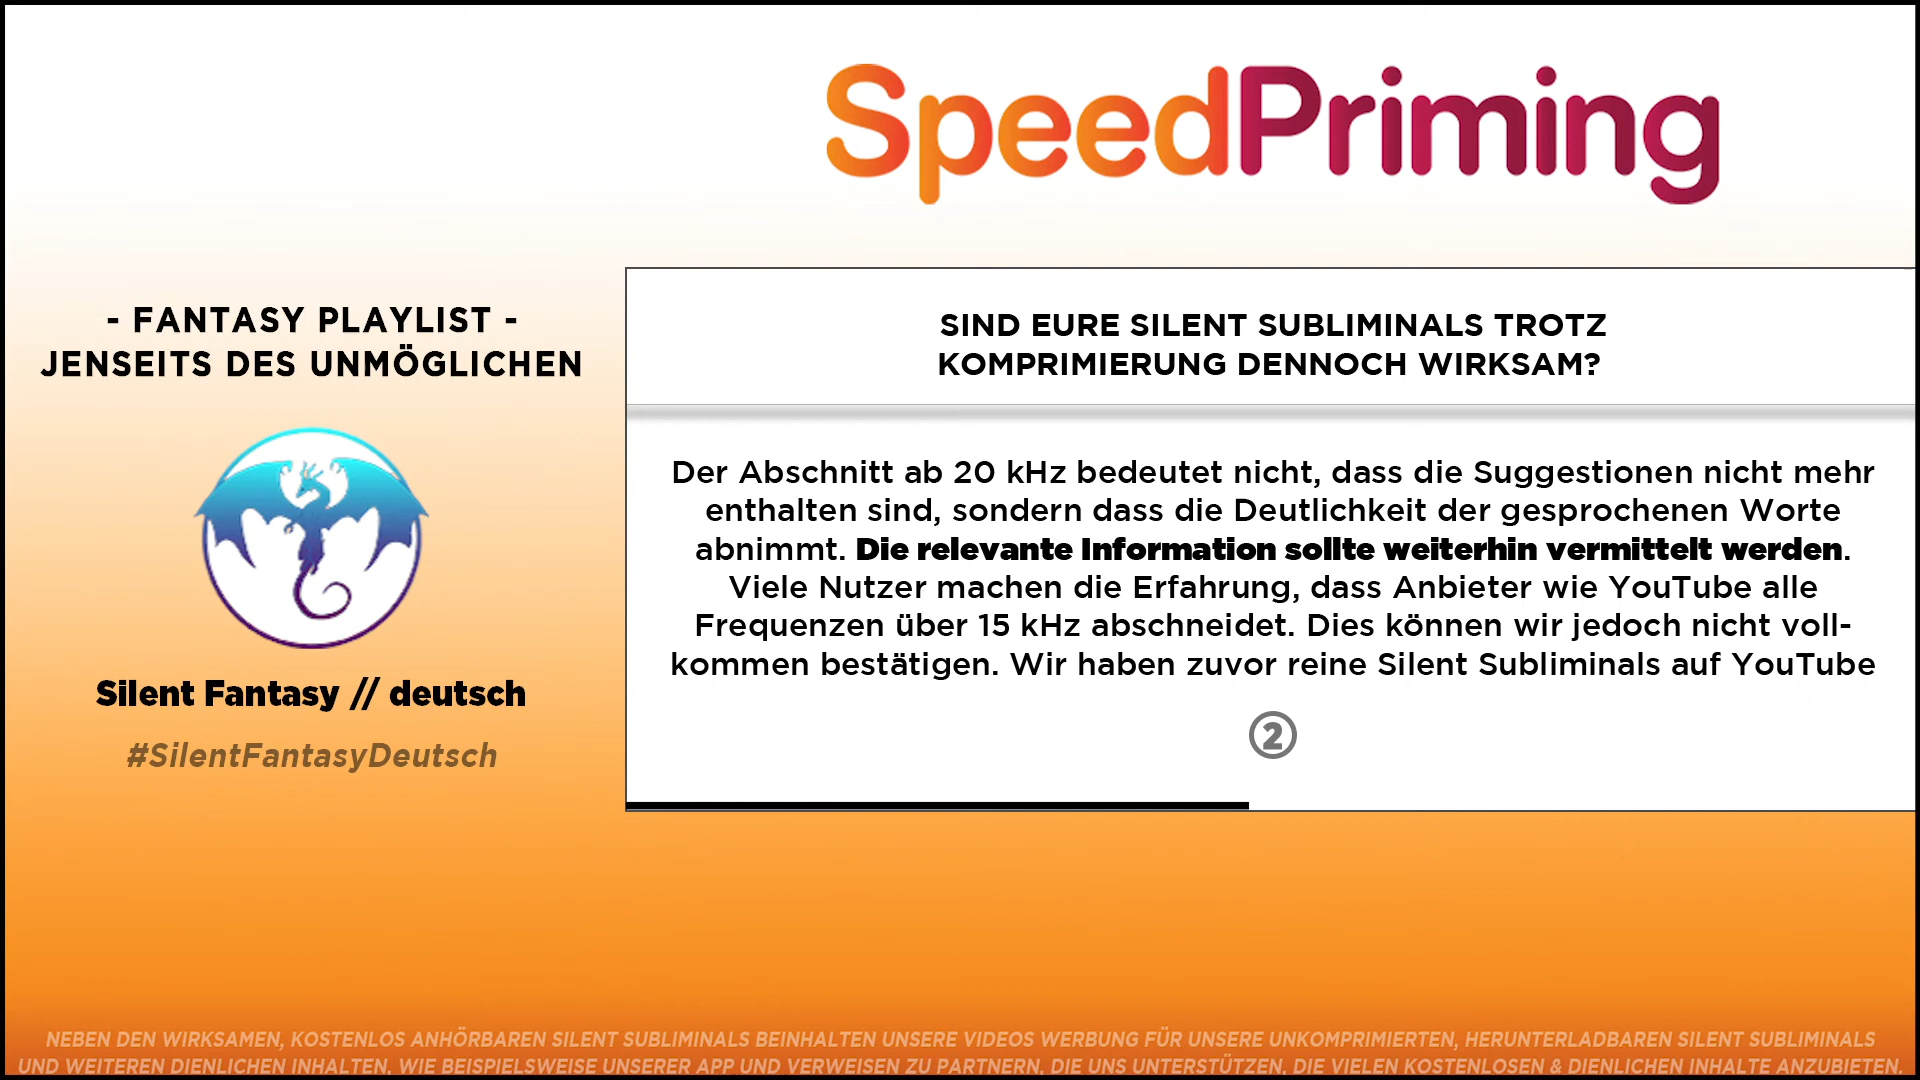 SpeedPriming
- FANTASY PLAYLIST -
JENSEITS DES UNMÖGLICHEN
Silent Fantasy // deutsch
#SilentFantasyDeutsch
SIND EURE SILENT SUBLIMINALS TROTZ
KOMPRIMIERUNG DENNOCH WIRKSAM?
Der Abschnitt ab 20 kHz bedeutet nicht, dass die Suggestionen nicht mehr
enthalten sind, sondern dass die Deutlichkeit der gesprochenen Worte
abnimmt. Die relevante Information sollte weiterhin vermittelt werden.
Viele Nutzer machen die Erfahrung, dass Anbieter wie YouTube alle
Frequenzen über 15 kHz abschneidet. Dies können wir jedoch nicht voll-
kommen bestätigen. Wir haben zuvor reine Silent Subliminals auf YouTube
2
NEBEN DEN WIRKSAMEN, KOSTENLOS ANHÖRBAREN SILENT SUBLIMINALS BEINHALTEN UNSERE VIDEOS WERBUNG FÜR UNSERE UNKOMPRIMIERTEN, HERUNTERLADBAREN SILENT SUBLIMINALS
UND WEITEREN DIENLICHEN INHALTEN, WIE BEISPIELSWEISE UNSERER APP UND VERWEISEN ZU PARTNERN, DIE UNS UNTERSTÜTZEN, DIE VIELEN KOSTENLOSEN & DIENLICHEN INHALTE ANZUBIETEN.